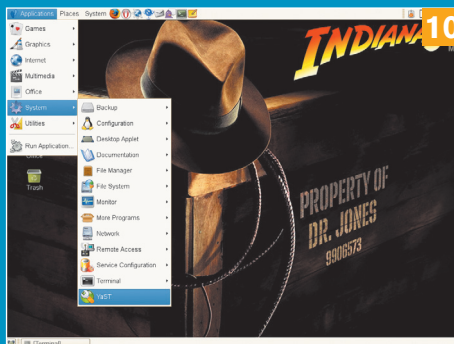 Applications Places System
10
INDIANA
Games
Graphics
Internet
Multimedia
Office
System
Utilities
Run Application...
Trash
Backup
Configuration
Desktop Applet
Documentation
File Manager
File System
Monitor
More Programs
Network
Remote Access
Service Configuration
Terminal
YaST
PROPERTY OF
DR. JONES
9906573
[Terminal]